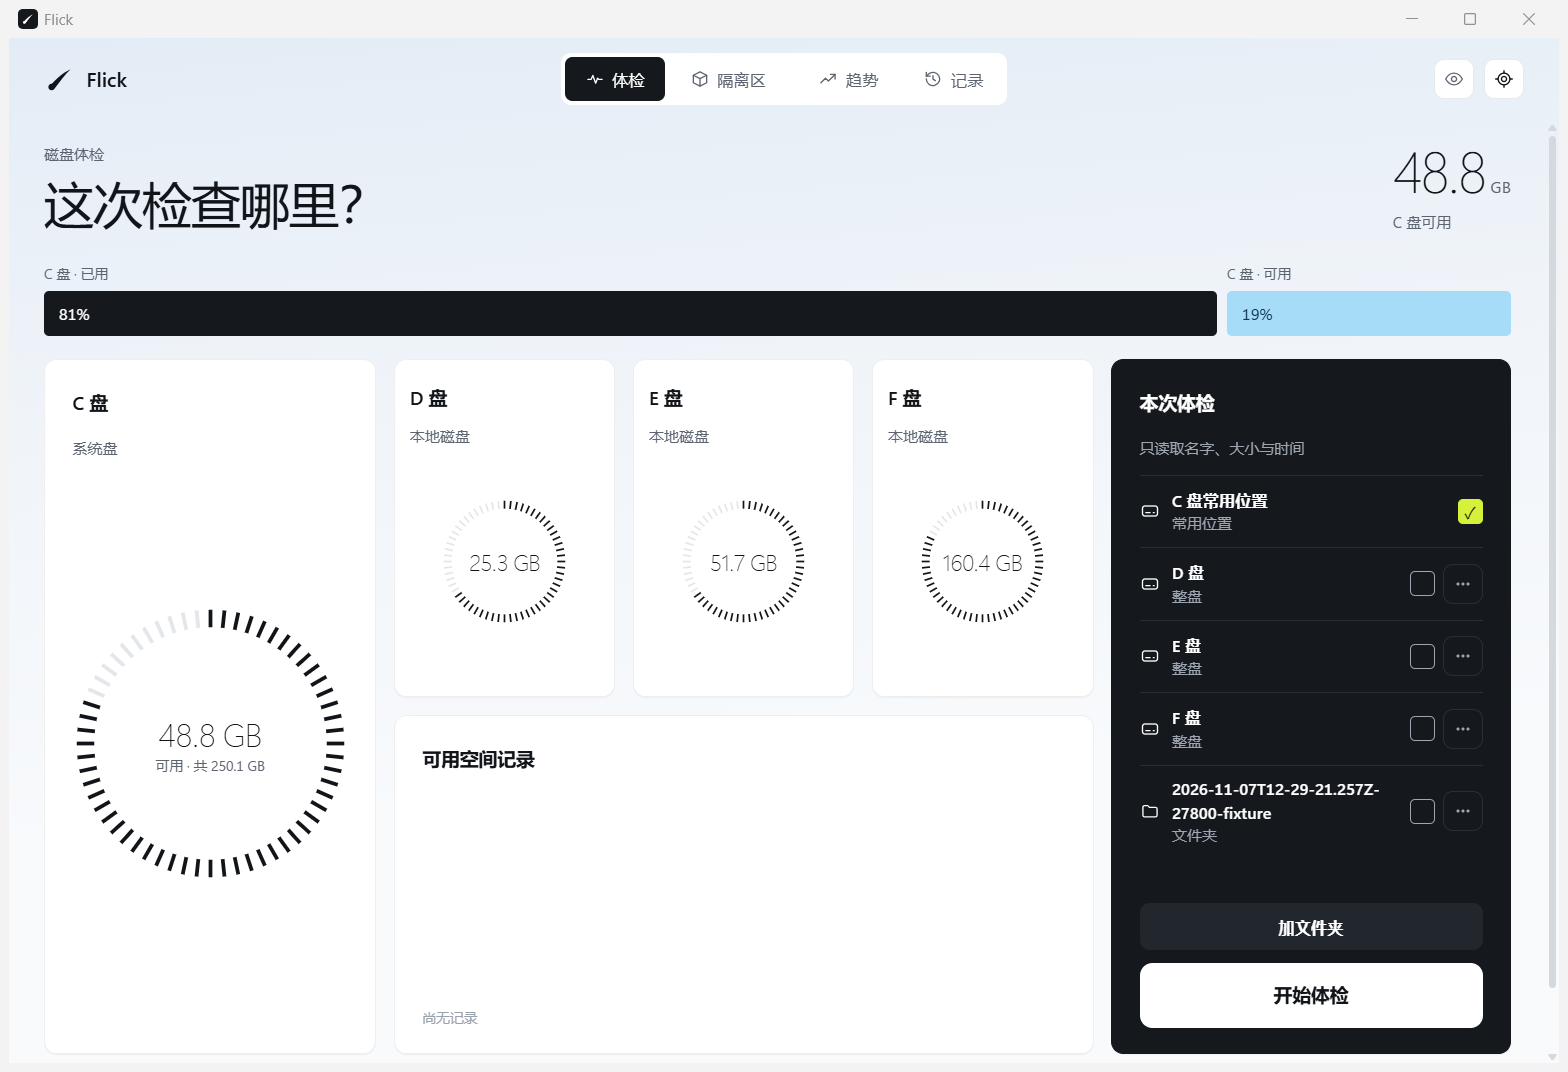 Flick
Flick
体检
隔离区
趋势
记录
磁盘体检
这次检查哪里?
48.8 GB
C 盘可用
C 盘 · 已用
C 盘 · 可用
81%
19%
C 盘
系统盘
48.8 GB
可用 · 共 250.1 GB
D 盘
本地磁盘
25.3 GB
E 盘
本地磁盘
51.7 GB
F 盘
本地磁盘
160.4 GB
可用空间记录
尚无记录
本次体检
只读取名字、大小与时间
C 盘常用位置
常用位置
D 盘
整盘
E 盘
整盘
F 盘
整盘
2026-11-07T12-29-21.257Z-
27800-fixture
文件夹
加文件夹
开始体检